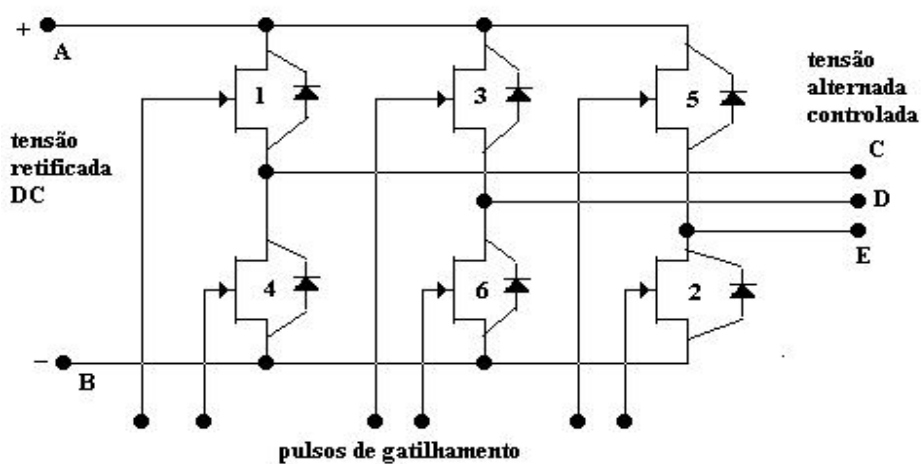 +
A
1
3
5
tensão
alternada
controlada
tensão
retificada
DC
C
D
E
4
6
2
−
B
pulsos de gatilhamento